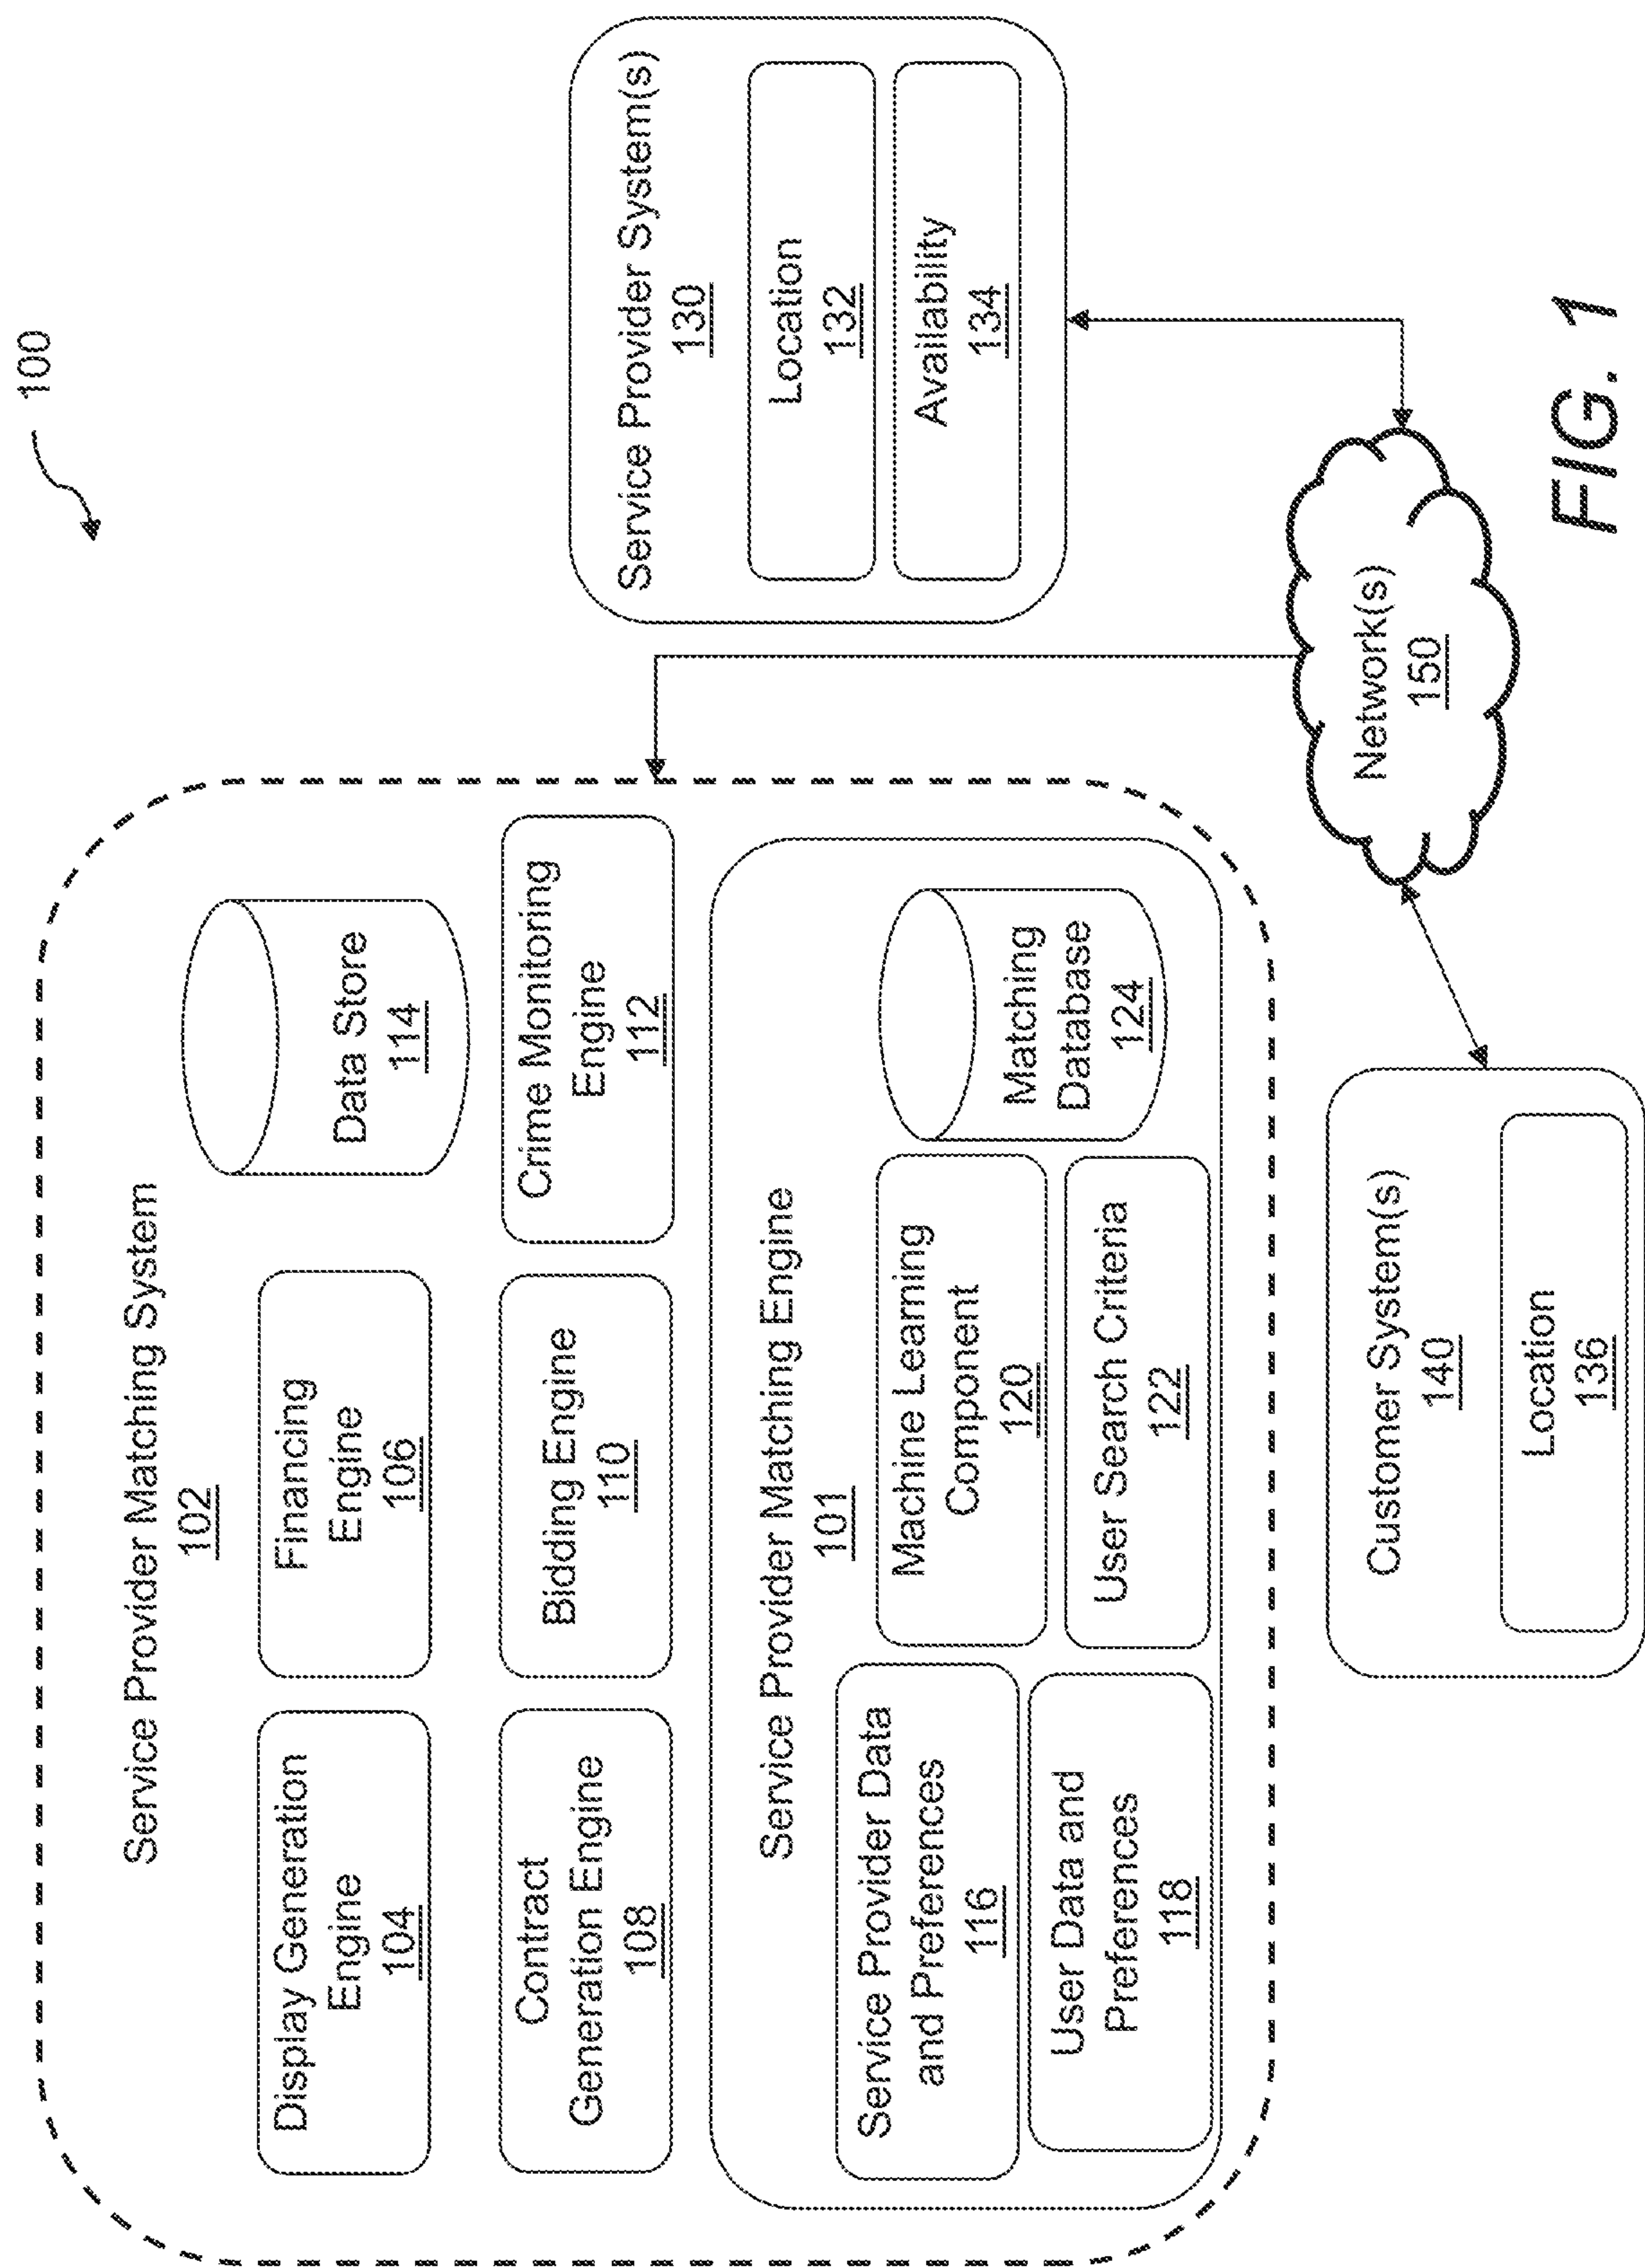 100
Service Provider Matching System
102
Display Generation
Engine
104
Financing
Engine
106
Data Store
114
Contract
Generation Engine
108
Bidding Engine
110
Crime Monitoring
Engine
112
Service Provider Matching Engine
101
Service Provider Data
and Preferences
116
Machine Learning
Component
120
Matching
Database
124
User Data and
Preferences
118
User Search Criteria
122
Service Provider System(s)
130
Location
132
Availability
134
Customer System(s)
140
Location
136
Network(s)
150
FIG. 1